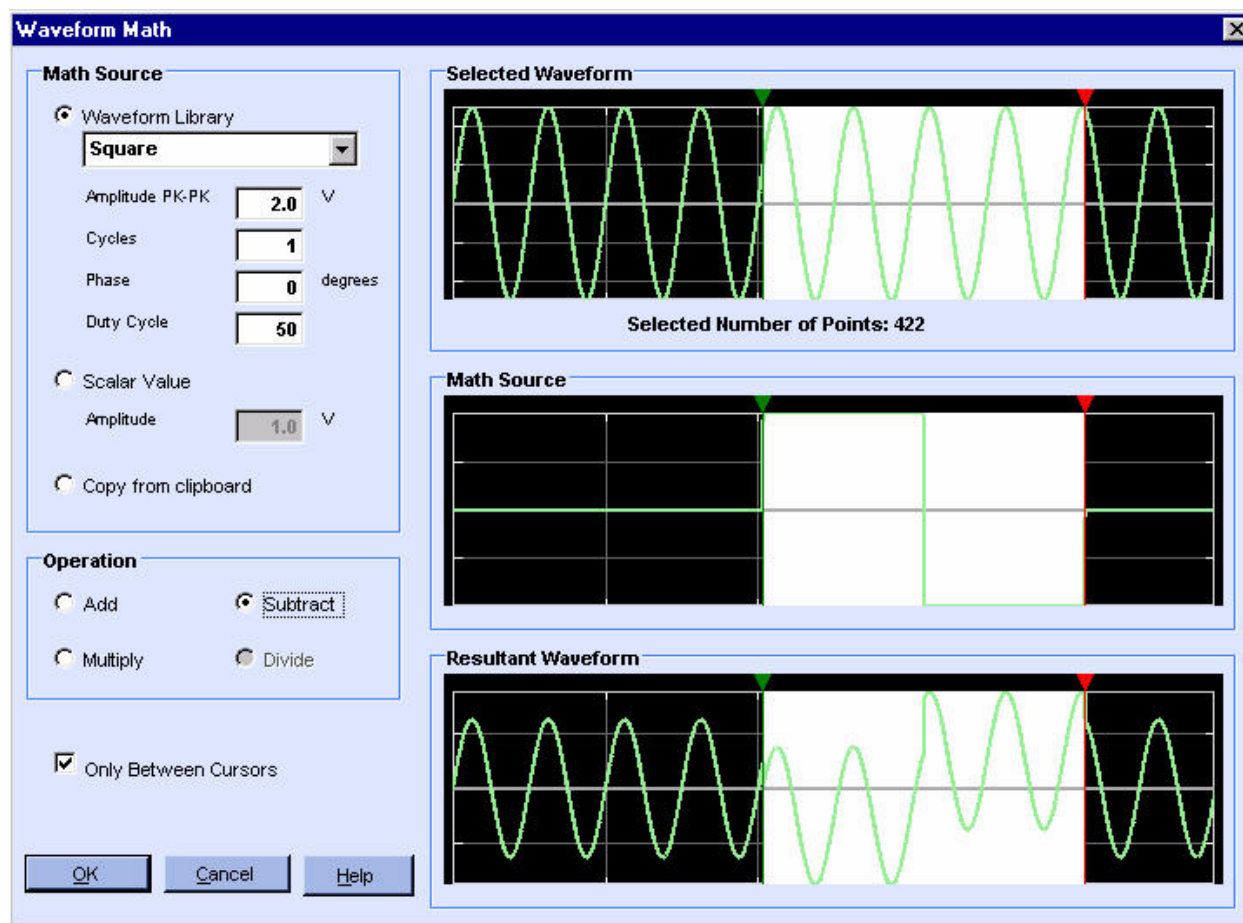 Waveform Math
Math Source
Waveform Library
Square
Amplitude PK-PK 2.0 V
Cycles 1
Phase 0 degrees
Duty Cycle 50
Scalar Value
Amplitude 1.0 V
Copy from clipboard
Operation
Add Subtract
Multiply Divide
Only Between Cursors
OK Cancel Help
Selected Waveform
Selected Number of Points: 422
Math Source
Resultant Waveform